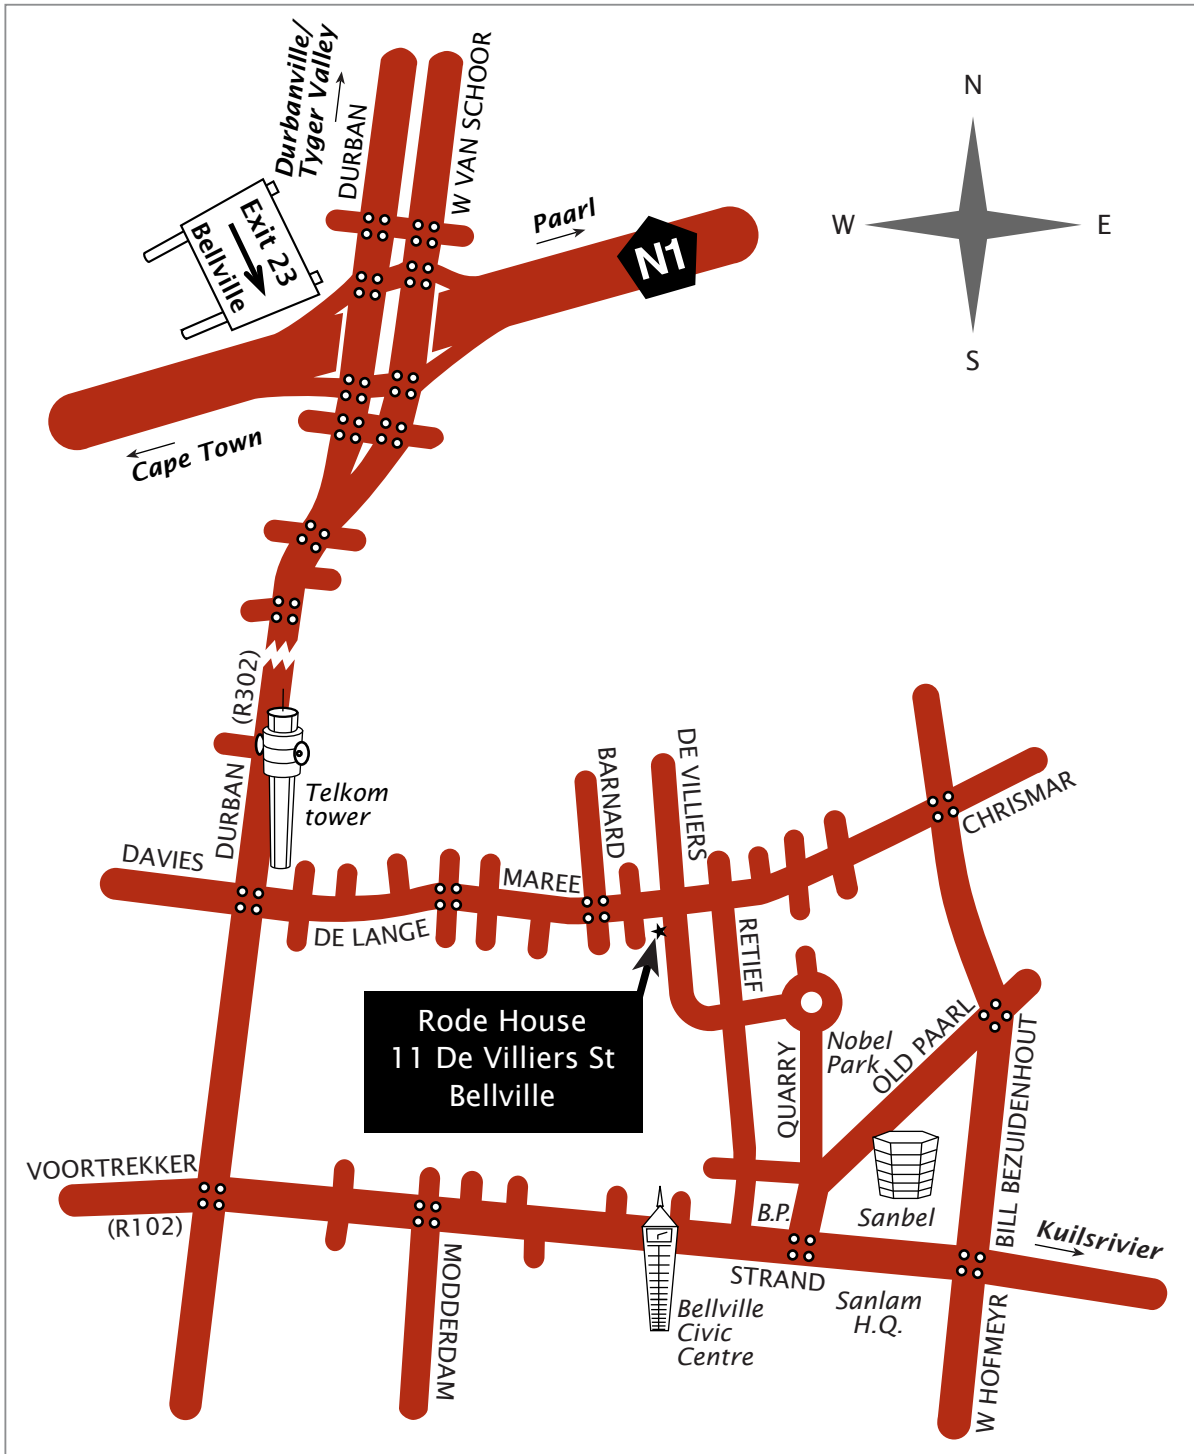 Durbanville/
Tyger Valley
DURBAN
W VAN SCHOOR
N
W
E
S
Exit 23
Bellville
Paarl
N1
Cape Town
(R302)
DURBAN
Telkom
tower
DAVIES
DE LANGE
MAREE
BARNARD
DE VILLIERS
RETIEF
CHRISMAR
Rode House
11 De Villiers St
Bellville
QUARRY
Nobel
Park
OLD PAARL
BILL BEZUIDENHOUT
VOORTREKKER
(R102)
MODDERDAM
B.P.
Sanbel
Kuilsrivier
STRAND
Bellville
Civic
Centre
Sanlam
H.Q.
W HOFMEYR